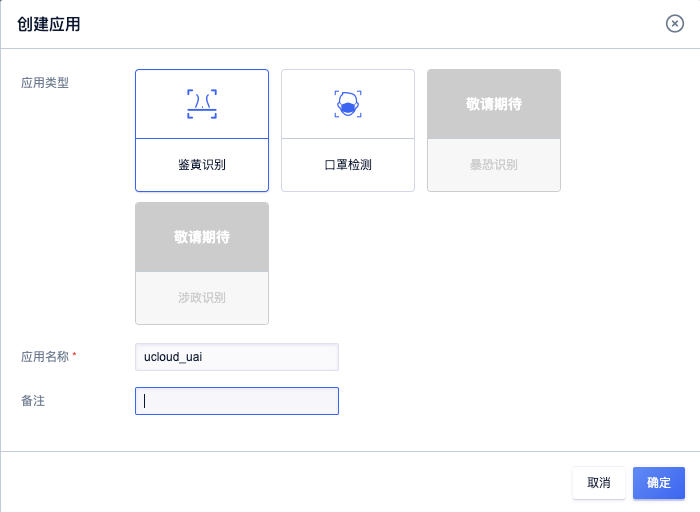 创建应用
应用类型
鉴黄识别
口罩检测
敬请期待
暴恐识别
敬请期待
涉政识别
应用名称 *
ucloud_uai
备注
取消
确定